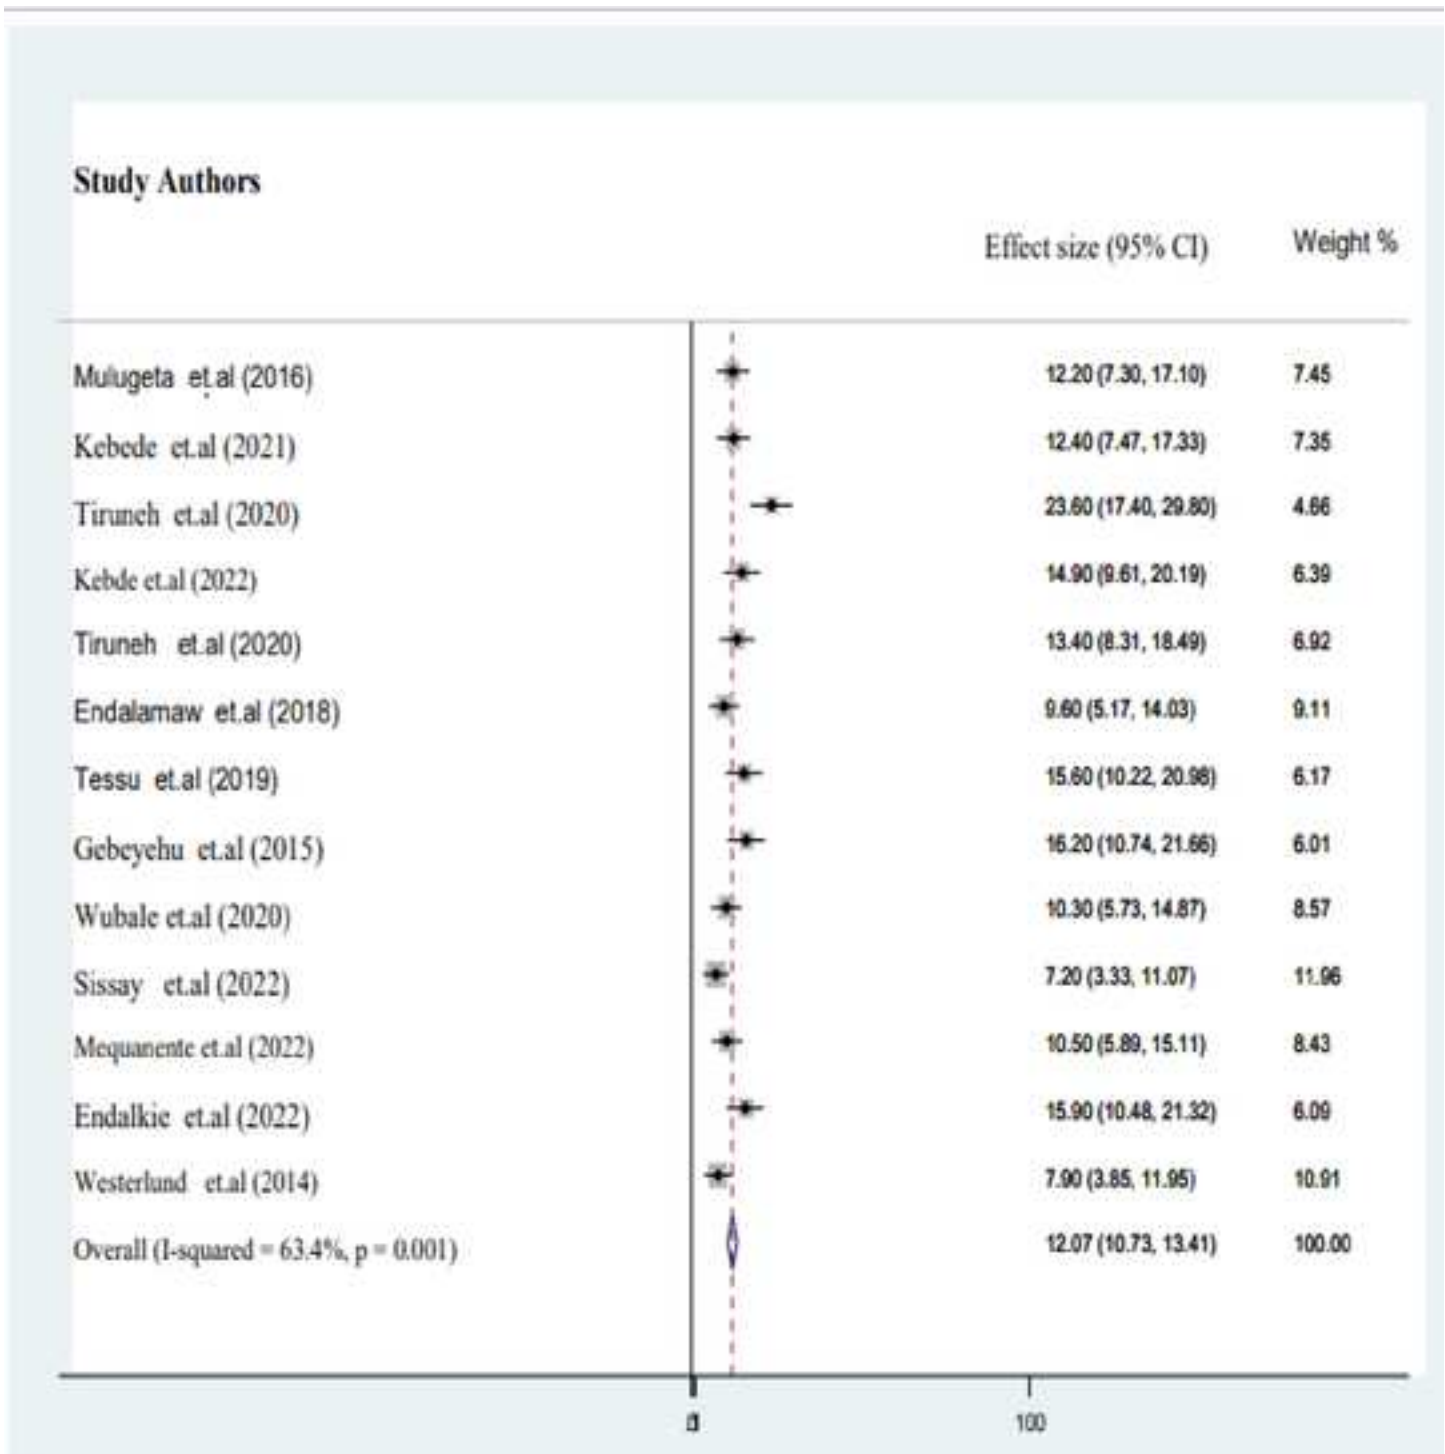 Study Authors
Effect size (95% CI) Weight %
Mulugeta et.al (2016) 12.20 (7.30, 17.10) 7.45
Kebede et.al (2021) 12.40 (7.47, 17.33) 7.35
Tiruneh et.al (2020) 23.60 (17.40, 29.80) 4.66
Kebde et.al (2022) 14.90 (9.61, 20.19) 6.39
Tiruneh et.al (2020) 13.40 (8.31, 18.49) 6.92
Endalamaw et.al (2018) 9.60 (5.17, 14.03) 9.11
Tessu et.al (2019) 15.60 (10.22, 20.98) 6.17
Gebeyehu et.al (2015) 16.20 (10.74, 21.66) 6.01
Wubale et.al (2020) 10.30 (5.73, 14.87) 8.57
Sissay et.al (2022) 7.20 (3.33, 11.07) 11.96
Mequanente et.al (2022) 10.50 (5.89, 15.11) 8.43
Endalkie et.al (2022) 15.90 (10.48, 21.32) 6.09
Westerlund et.al (2014) 7.90 (3.85, 11.95) 10.91
Overall (I-squared = 63.4%, p = 0.001) 12.07 (10.73, 13.41) 100.00
100